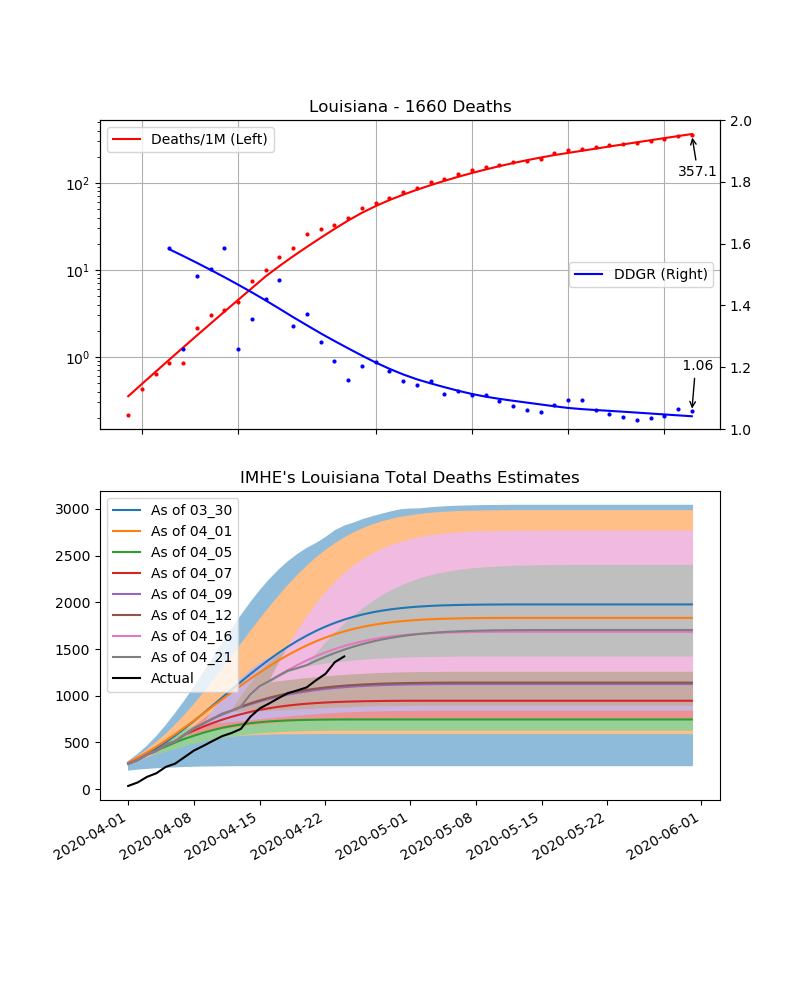 Louisiana - 1660 Deaths
Deaths/1M (Left)
DDGR (Right)
357.1
1.06
10²
10¹
10⁰
2.0
1.8
1.6
1.4
1.2
1.0
IMHE's Louisiana Total Deaths Estimates
As of 03_30
As of 04_01
As of 04_05
As of 04_07
As of 04_09
As of 04_12
As of 04_16
As of 04_21
Actual
3000
2500
2000
1500
1000
500
0
2020-04-01
2020-04-08
2020-04-15
2020-04-22
2020-05-01
2020-05-08
2020-05-15
2020-05-22
2020-06-01